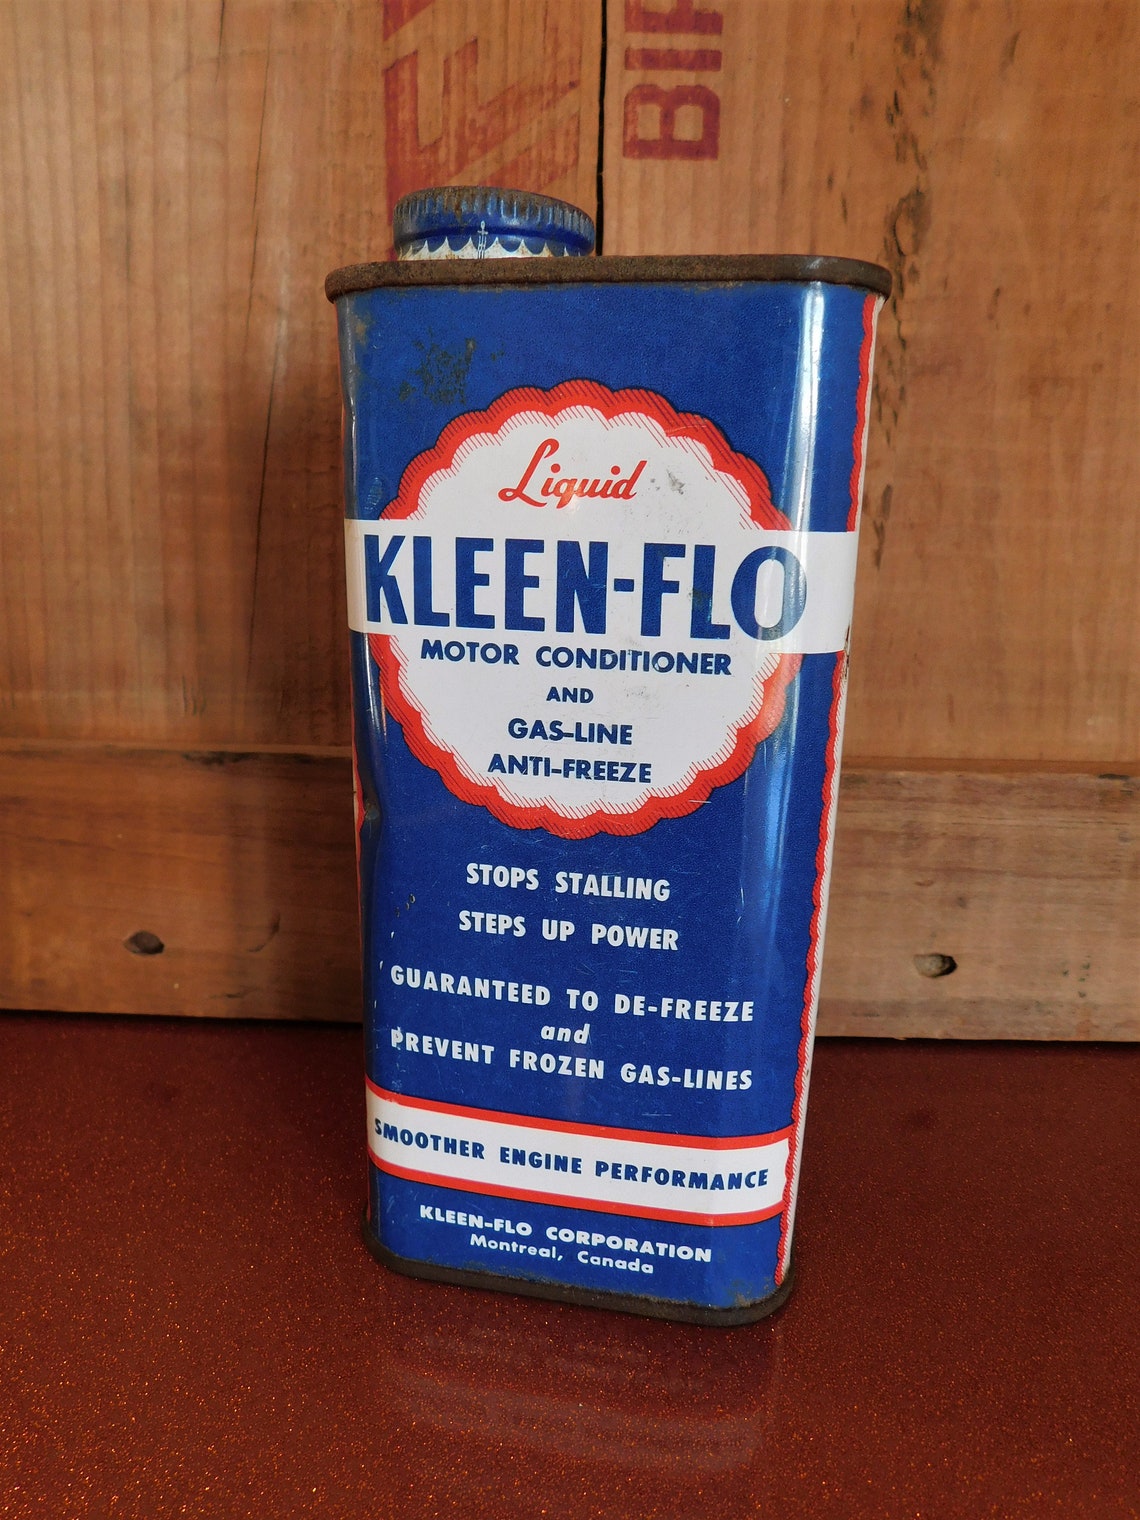 BIR
Liquid
KLEEN-FLO
MOTOR CONDITIONER
AND
GAS-LINE
ANTI-FREEZE
STOPS STALLING
STEPS UP POWER
GUARANTEED TO DE-FREEZE
and
PREVENT FROZEN GAS-LINES
SMOOTHER ENGINE PERFORMANCE
KLEEN-FLO CORPORATION
Montreal, Canada